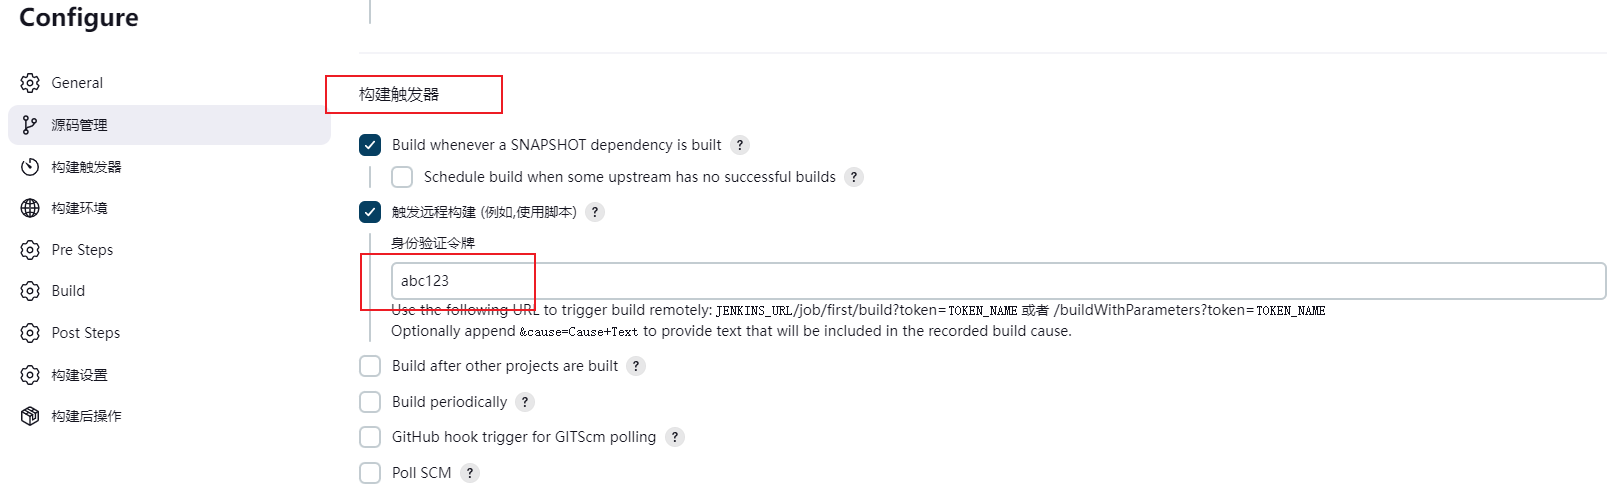 Configure
General
源码管理
构建触发器
构建环境
Pre Steps
Build
Post Steps
构建设置
构建后操作
构建触发器
Build whenever a SNAPSHOT dependency is built ?
Schedule build when some upstream has no successful builds ?
触发远程构建 (例如,使用脚本) ?
身份验证令牌
abc123
Use the following URL to trigger build remotely: JENKINS_URL/job/first/build?token=TOKEN_NAME 或者 /buildWithParameters?token=TOKEN_NAME
Optionally append &cause=Cause+Text to provide text that will be included in the recorded build cause.
Build after other projects are built ?
Build periodically ?
GitHub hook trigger for GITScm polling ?
Poll SCM ?